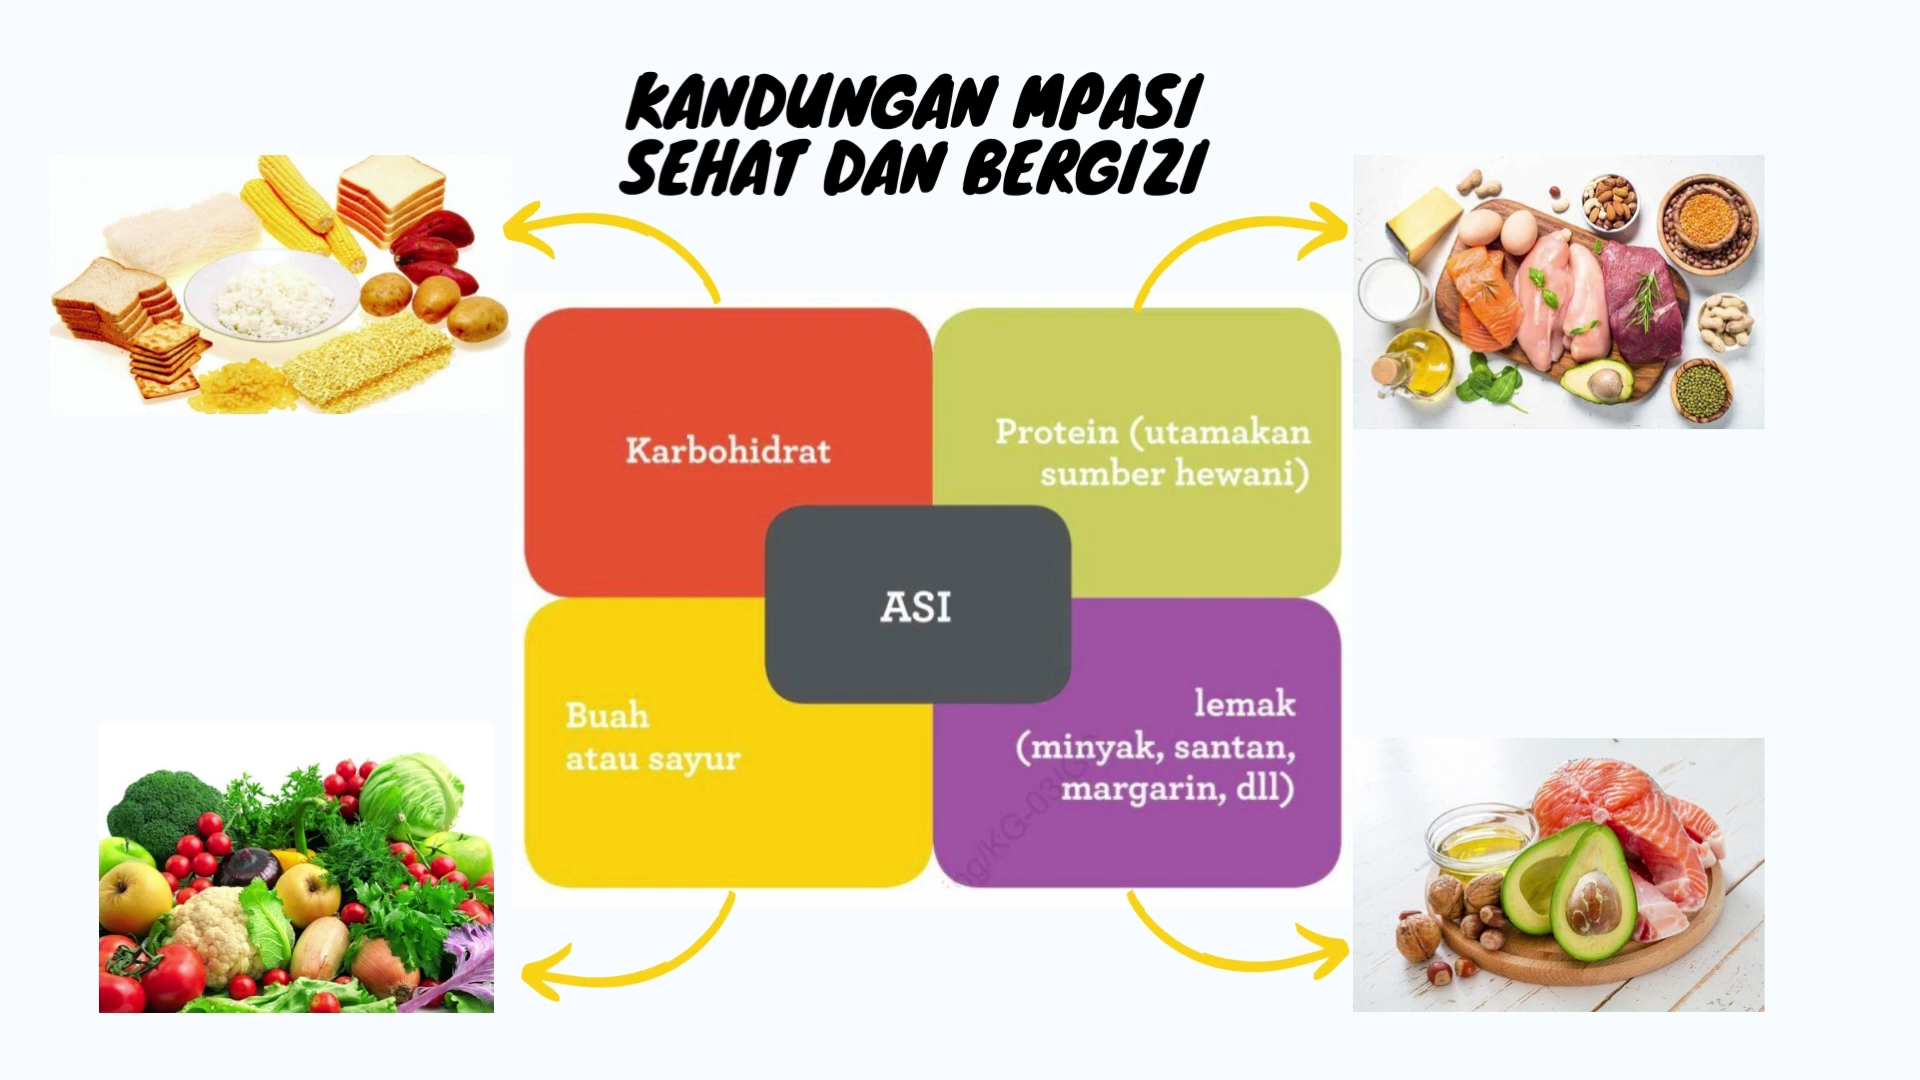 KANDUNGAN MPASI
SEHAT DAN BERGIZI
Karbohidrat
Protein (utamakan
sumber hewani)
ASI
Buah
atau sayur
lemak
(minyak, santan,
margarin, dll)